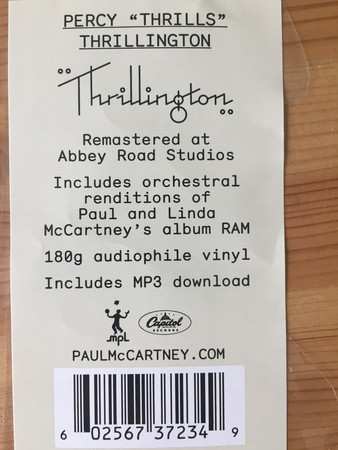 PERCY “THRILLS”
THRILLINGTON
"Thrillington"
Remastered at
Abbey Road Studios
Includes orchestral
renditions of
Paul and Linda
McCartney’s album RAM
180g audiophile vinyl
Includes MP3 download
mpl Capitol
RECORDS
PAULMcCARTNEY.COM
6 02567 37234 9